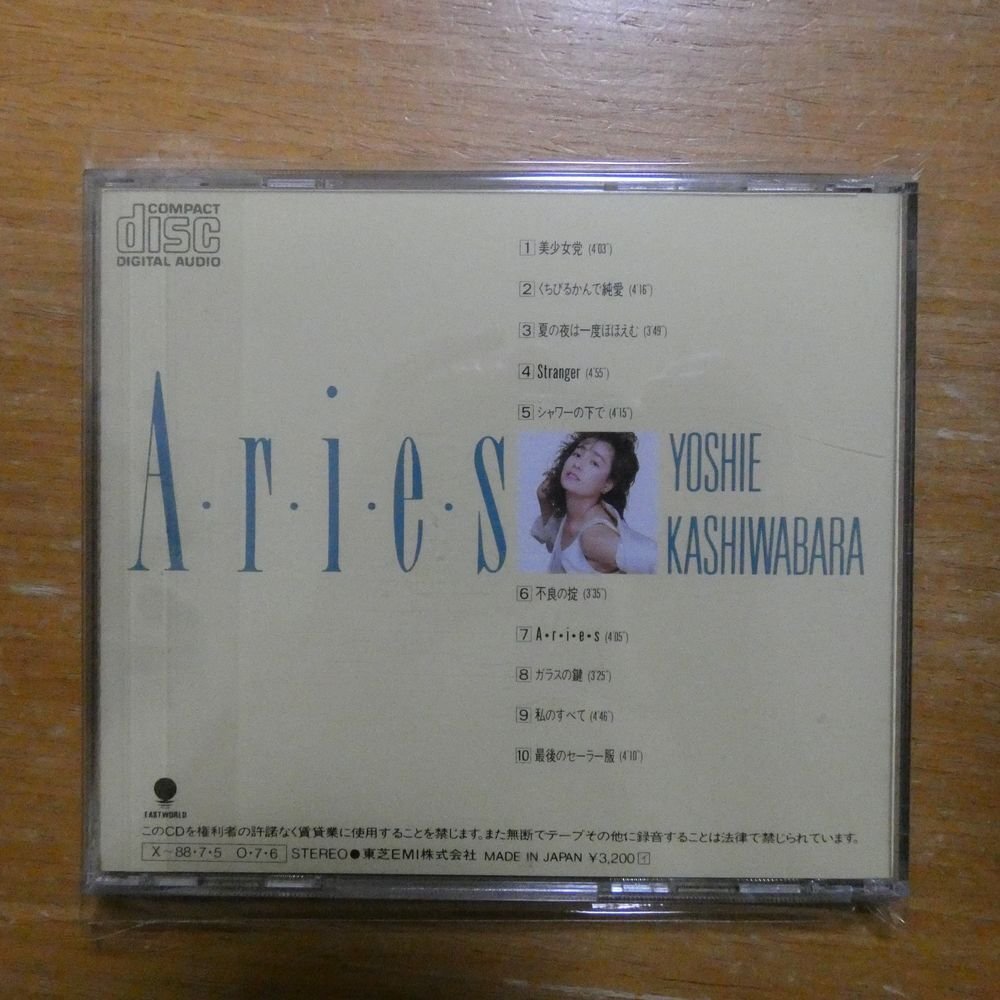 COMPACT
disc
DIGITAL AUDIO
1 美少女党 (4'03")
2 くちびるかんで純愛 (4'16")
3 夏の夜は一度ほほえむ (3'49")
4 Stranger (4'55")
5 シャワーの下で (4'15")
A・r・i・e・s
YOSHIE
KASHIWABARA
6 不良の掟 (3'35")
7 A・r・i・e・s (4'05")
8 ガラスの鍵 (3'25")
9 私のすべて (4'46")
10 最後のセーラー服 (4'10")
EASTWORLD
このCDを権利者の許諾なく賃貸業に使用することを禁じます。また無断でテープその他に録音することは法律で禁じられています。
X〜88・7・5 O・7・6 STEREO●東芝EMI株式会社 MADE IN JAPAN ¥3,200 イ